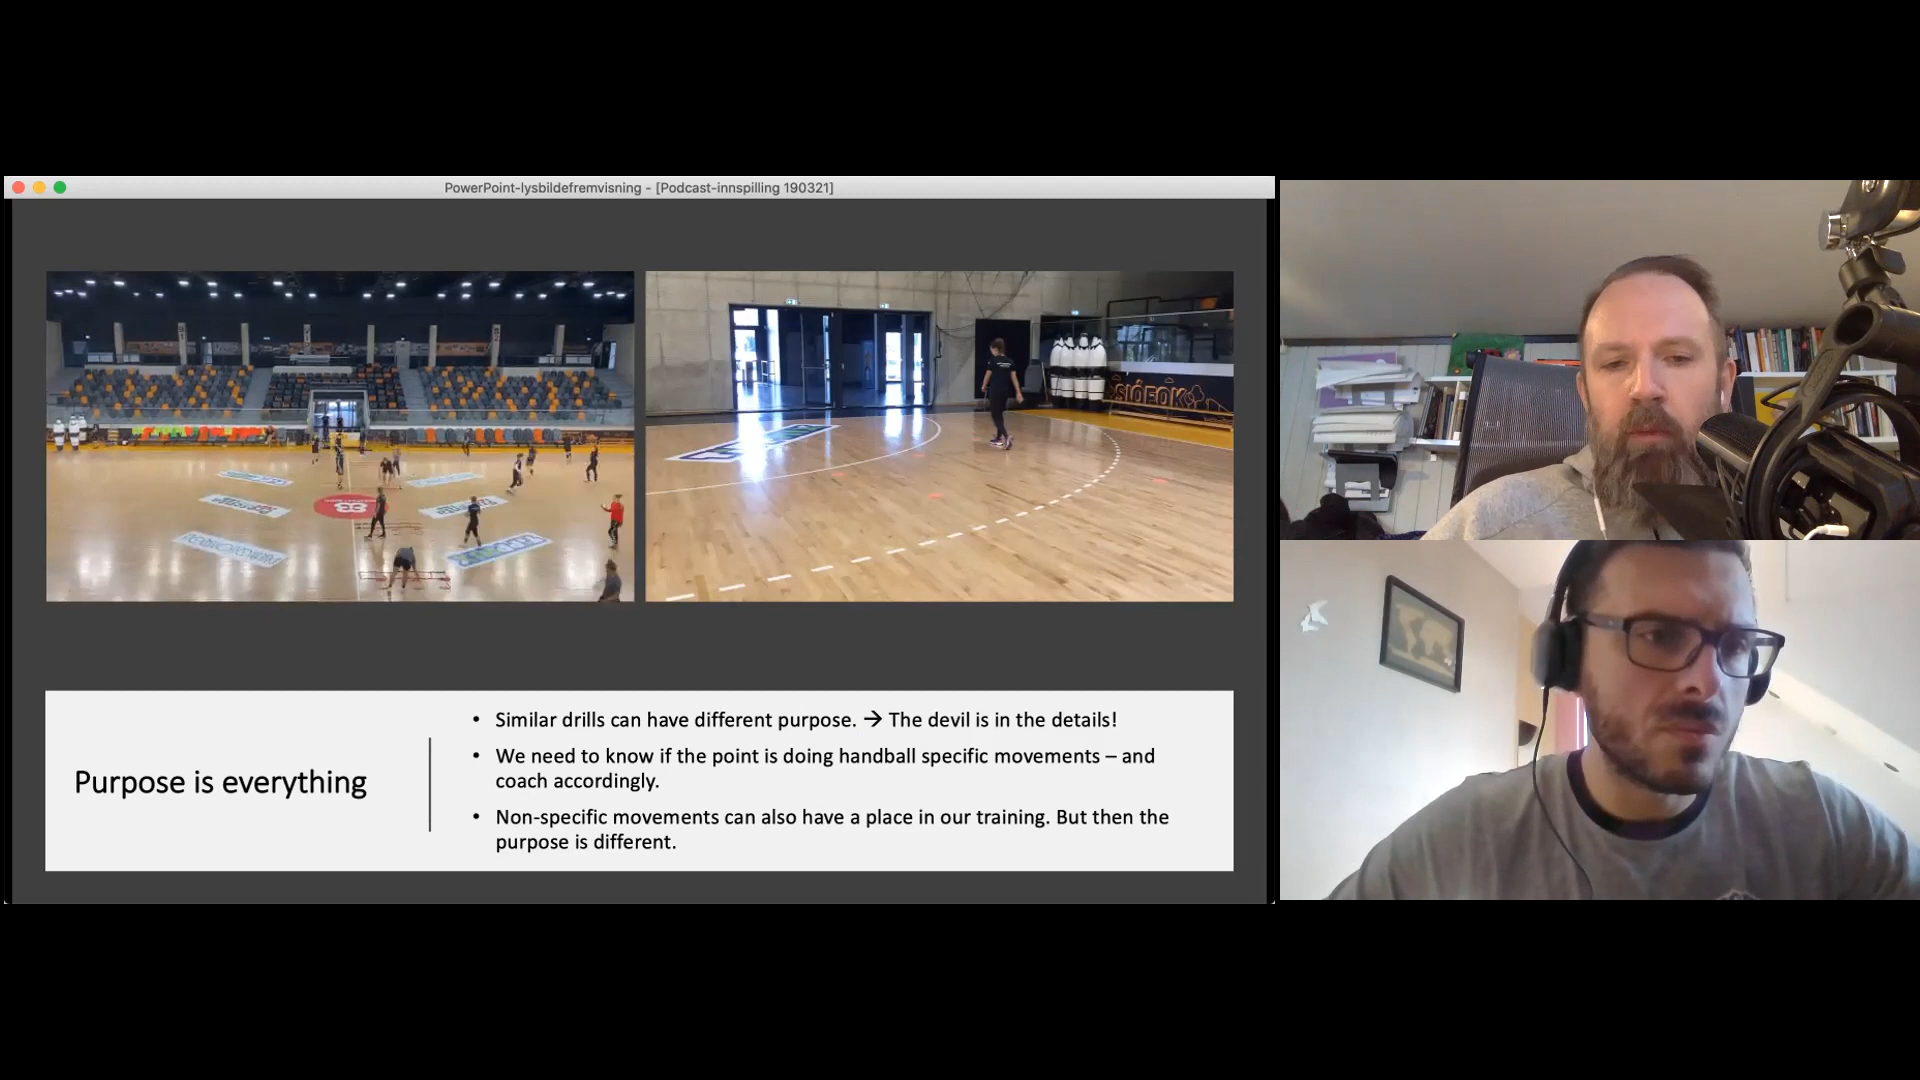 PowerPoint-lysbildefremvisning - [Podcast-innspilling 190321]
SIÓFOK
Purpose is everything
• Similar drills can have different purpose. → The devil is in the details!
• We need to know if the point is doing handball specific movements – and
coach accordingly.
• Non-specific movements can also have a place in our training. But then the
purpose is different.